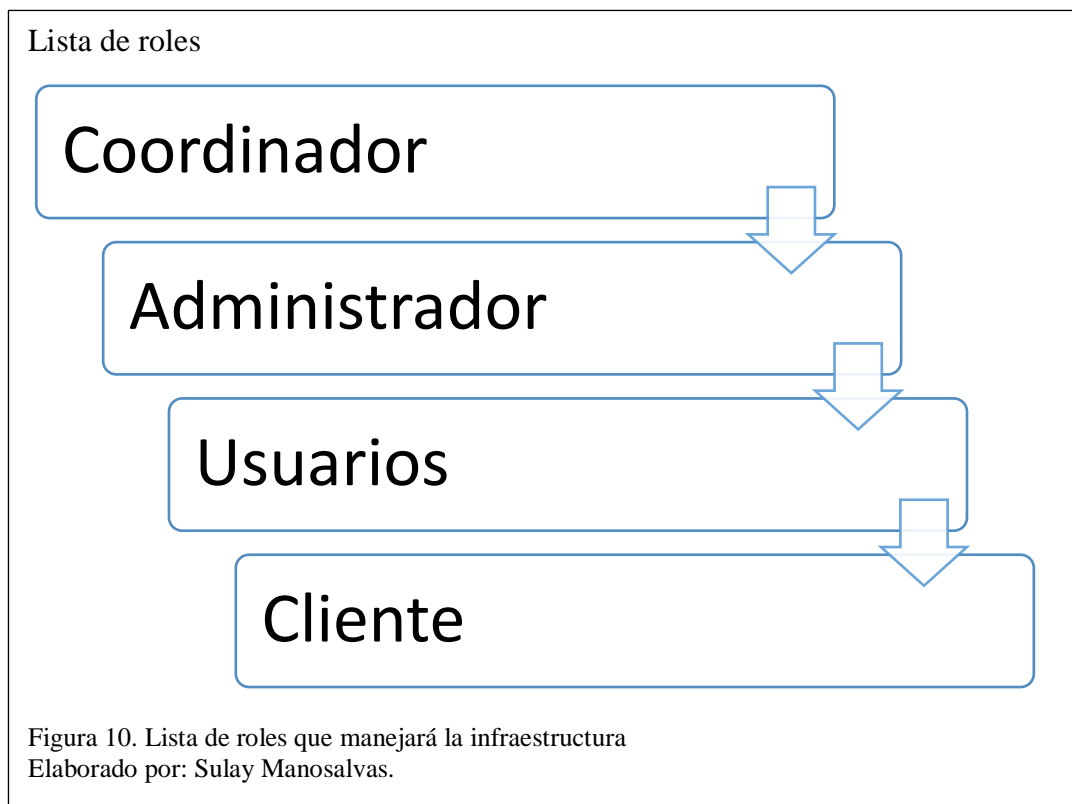 Lista de roles
Coordinador
Administrador
Usuarios
Cliente
Figura 10. Lista de roles que manejará la infraestructura
Elaborado por: Sulay Manosalvas.